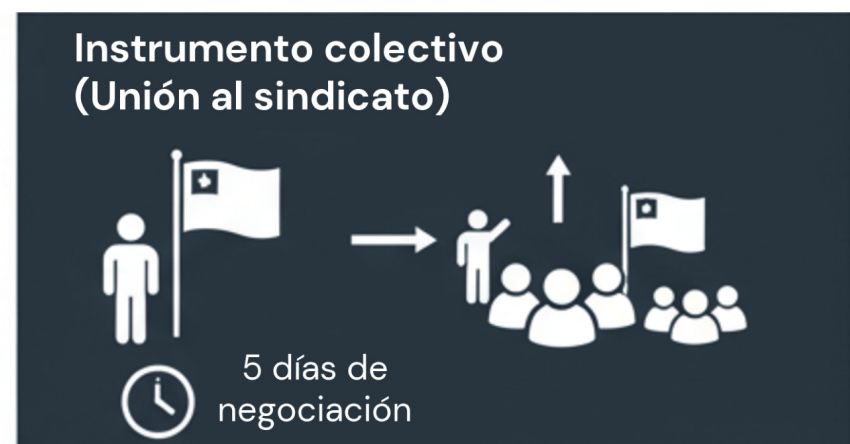 Instrumento colectivo
(Unión al sindicato)
5 días de
negociación